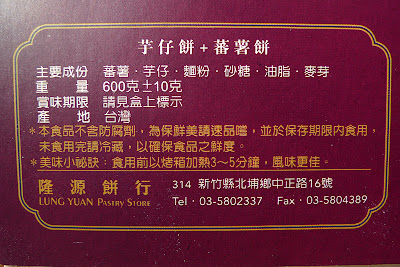 芋仔餅+蕃薯餅
主要成份 蕃薯·芋仔·麵粉·砂糖·油脂·麥芽
重 量 600克±10克
賞味期限 請見盒上標示
產 地 台灣
*本食品不含防腐劑，為保鮮美請速品嚐，並於保存期限內食用，
未食用完請冷藏，以確保食品之鮮度。
*美味小祕訣：食用前以烤箱加熱3～5分鐘，風味更佳。
隆源餅行 314 新竹縣北埔鄉中正路16號
LUNG YUAN PASTRY STORE Tel·03-5802337 Fax·03-5804389